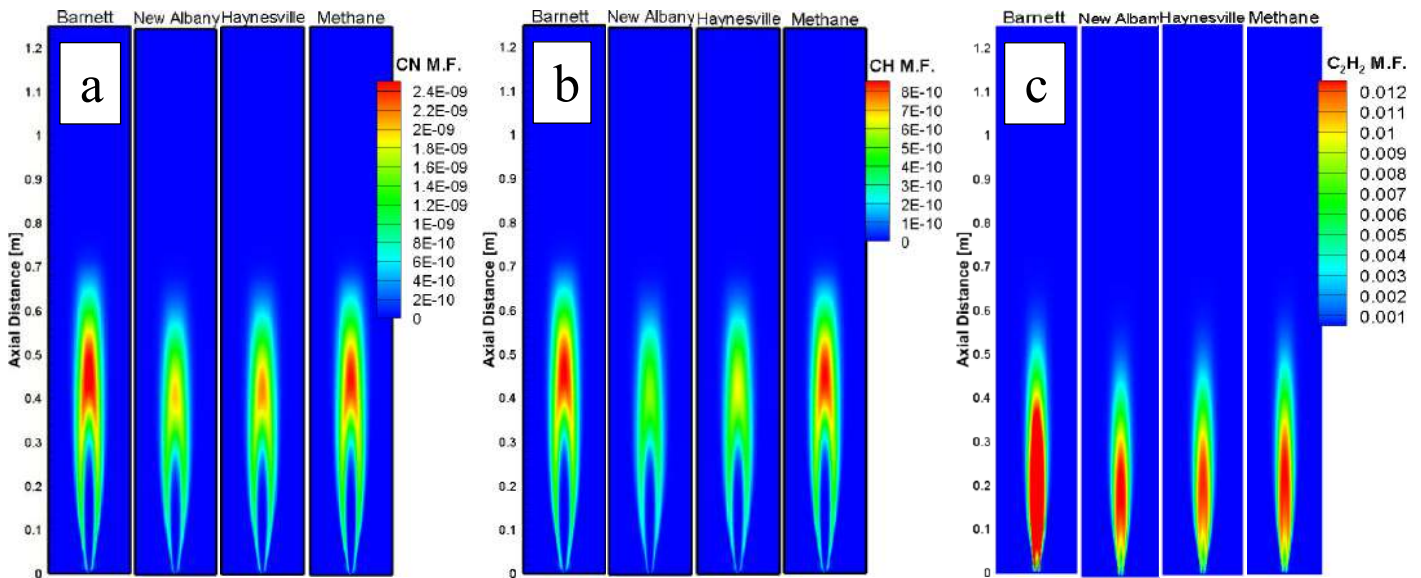 Barnett New Albany Haynesville Methane
a
CN M.F.
2.4E-09
2.2E-09
2E-09
1.8E-09
1.6E-09
1.4E-09
1.2E-09
1E-09
8E-10
6E-10
4E-10
2E-10
0
Axial Distance [m]
1.2
1.1
1
0.9
0.8
0.7
0.6
0.5
0.4
0.3
0.2
0.1
0
Barnett New Albany Haynesville Methane
b
CH M.F.
8E-10
7E-10
6E-10
5E-10
4E-10
3E-10
2E-10
1E-10
0
Axial Distance [m]
1.2
1.1
1
0.9
0.8
0.7
0.6
0.5
0.4
0.3
0.2
0.1
0
Barnett New Albany Haynesville Methane
c
C₂H₂ M.F.
0.012
0.011
0.01
0.009
0.008
0.007
0.006
0.005
0.004
0.003
0.002
0.001
Axial Distance [m]
1.2
1.1
1
0.9
0.8
0.7
0.6
0.5
0.4
0.3
0.2
0.1
0